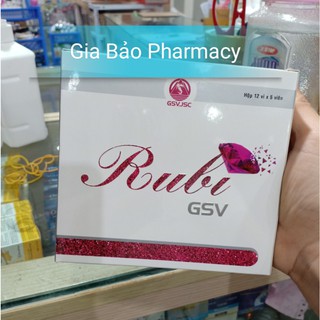 Gia Bảo Pharmacy
GSV.JSC
Hộp 12 vỉ x 5 viên
Rubi
GSV